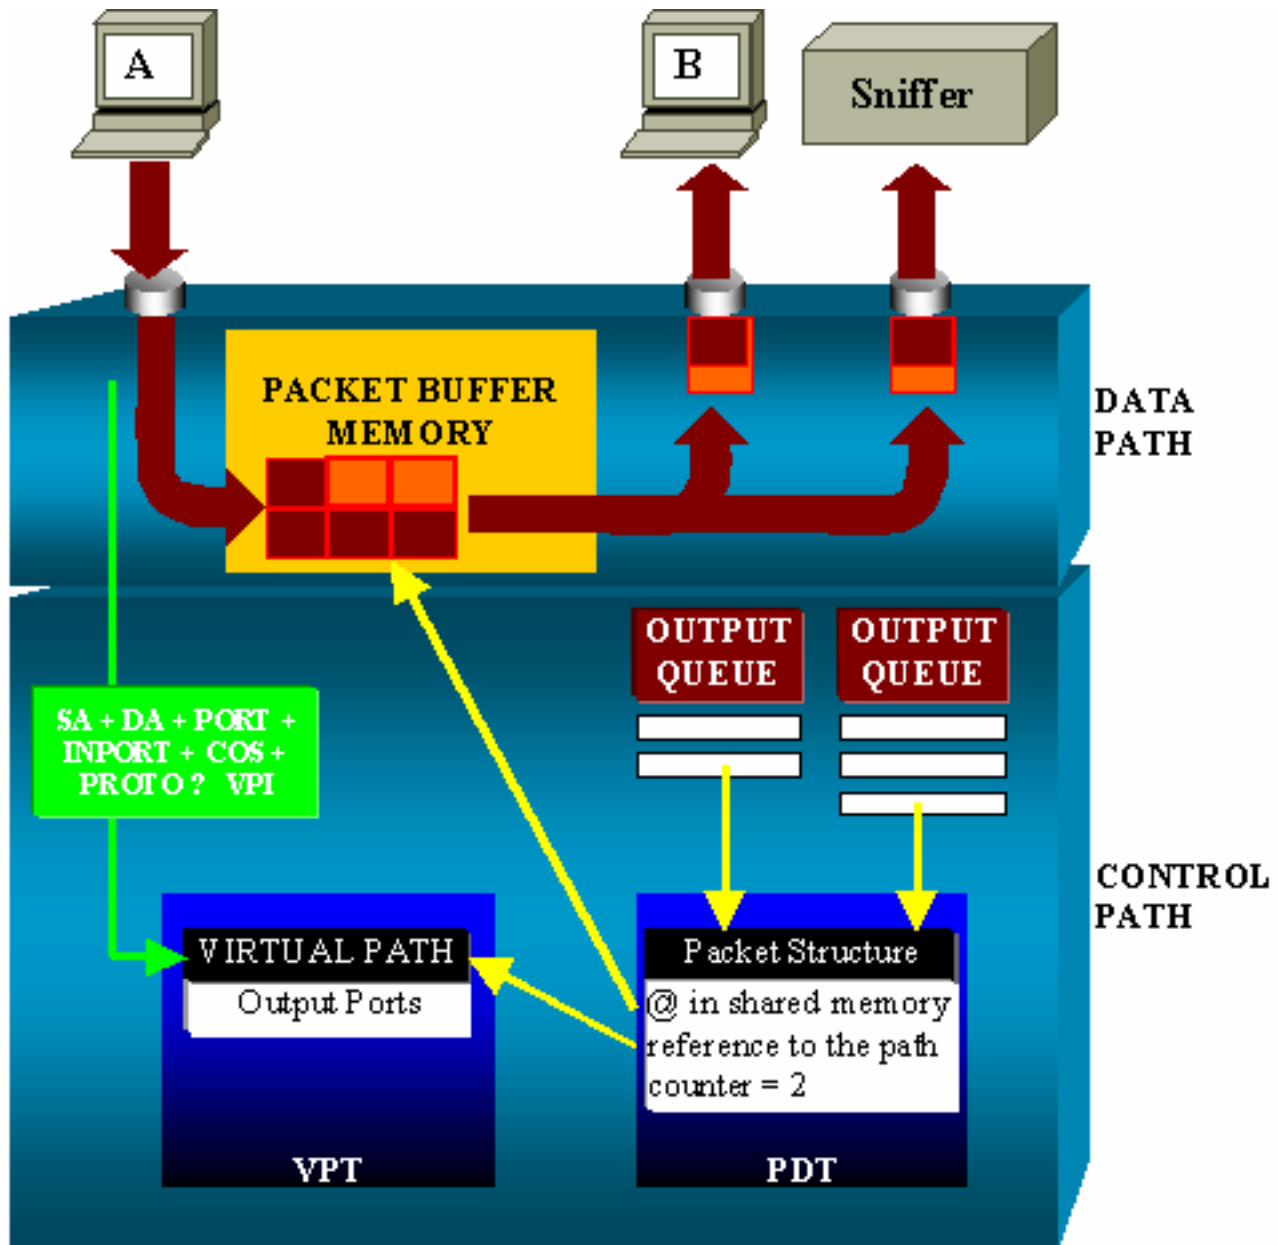 A
B
Sniffer
PACKET BUFFER
MEMORY
DATA
PATH
OUTPUT
QUEUE
OUTPUT
QUEUE
SA + DA + PORT +
INPORT + COS +
PROTO ? VPI
CONTROL
PATH
VIRTUAL PATH
Output Ports
VPT
Packet Structure
@ in shared memory
reference to the path
counter = 2
PDT